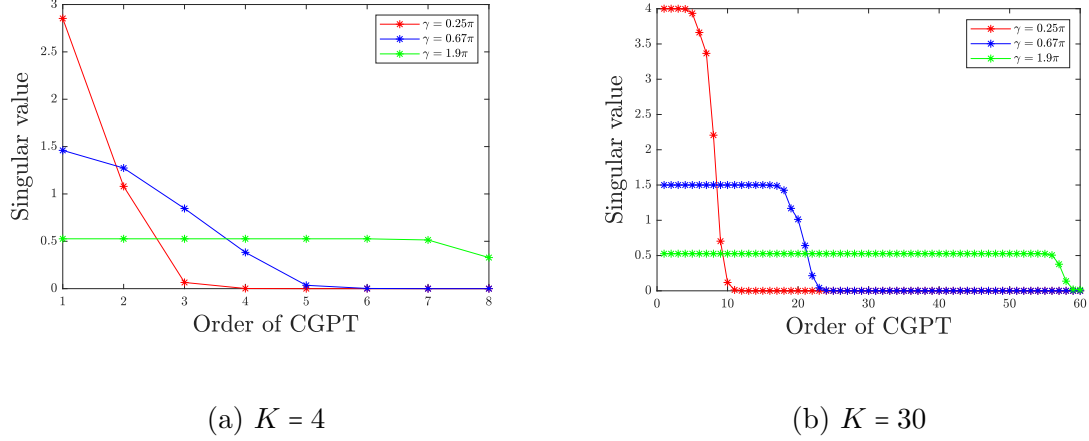 3
2.5
2
1.5
1
0.5
0
1 2 3 4 5 6 7 8
Singular value
Order of CGPT
γ = 0.25π
γ = 0.67π
γ = 1.9π
(a) K = 4
4
3.5
3
2.5
2
1.5
1
0.5
0
0 10 20 30 40 50 60
Singular value
Order of CGPT
γ = 0.25π
γ = 0.67π
γ = 1.9π
(b) K = 30